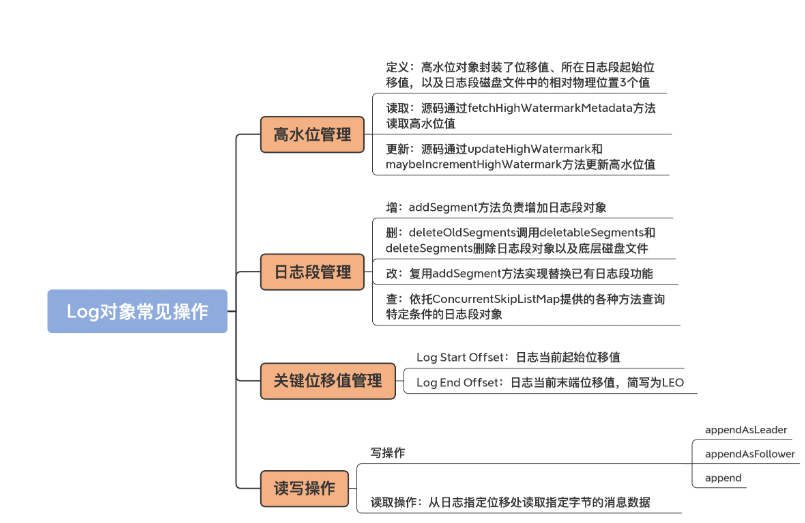 Log对象常见操作
高水位管理
定义：高水位对象封装了位移值、所在日志段起始位
移值，以及日志段磁盘文件中的相对物理位置3个值
读取：源码通过fetchHighWatermarkMetadata方法
读取高水位值
更新：源码通过updateHighWatermark和
maybeIncrementHighWatermark方法更新高水位值
日志段管理
增：addSegment方法负责增加日志段对象
删：deleteOldSegments调用deletableSegments和
deleteSegments删除日志段对象以及底层磁盘文件
改：复用addSegment方法实现替换已有日志段功能
查：依托ConcurrentSkipListMap提供的各种方法查询
特定条件的日志段对象
关键位移值管理
Log Start Offset：日志当前起始位移值
Log End Offset：日志当前末端位移值，简写为LEO
读写操作
写操作
appendAsLeader
appendAsFollower
append
读取操作：从日志指定位移处读取指定字节的消息数据